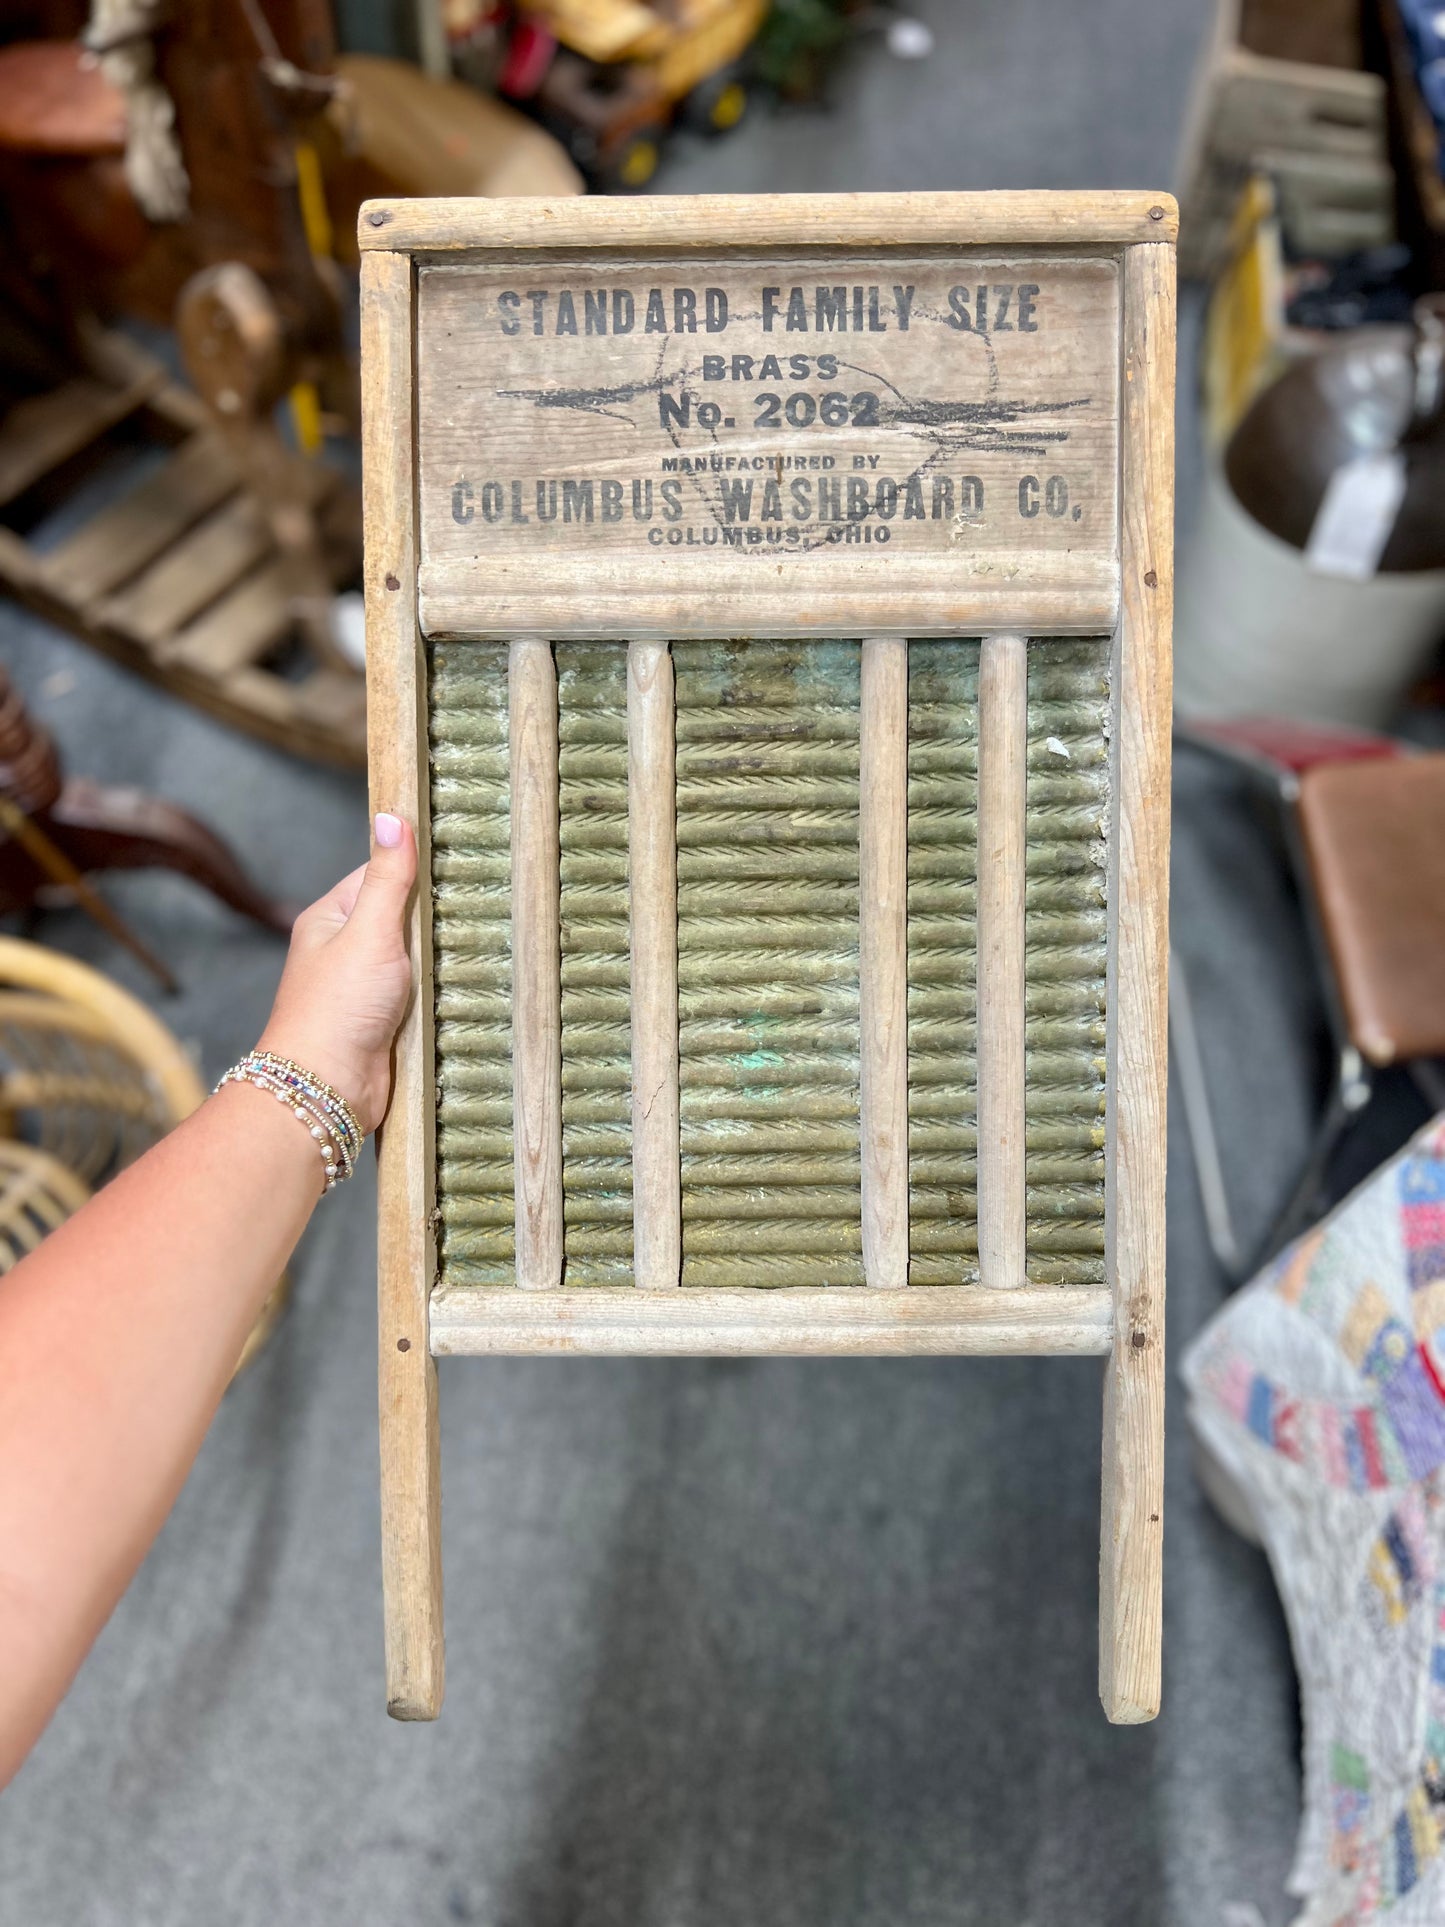 STANDARD FAMILY SIZE
BRASS
No. 2062
MANUFACTURED BY
COLUMBUS WASHBOARD CO.
COLUMBUS, OHIO